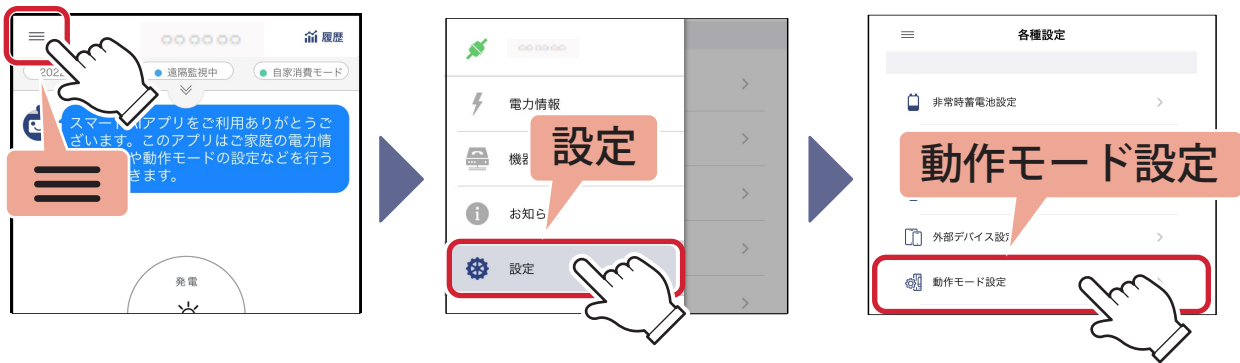 履歴
2022
遠隔監視中
自家消費モード
スマート
アプリをご利用ありがとうご
ざいます。このアプリはご家庭の電力情
や動作モードの設定などを行う
きます。
発電
電力情報
機器
設定
お知ら
設定
各種設定
非常時蓄電池設定
動作モード設定
外部デバイス設定
動作モード設定